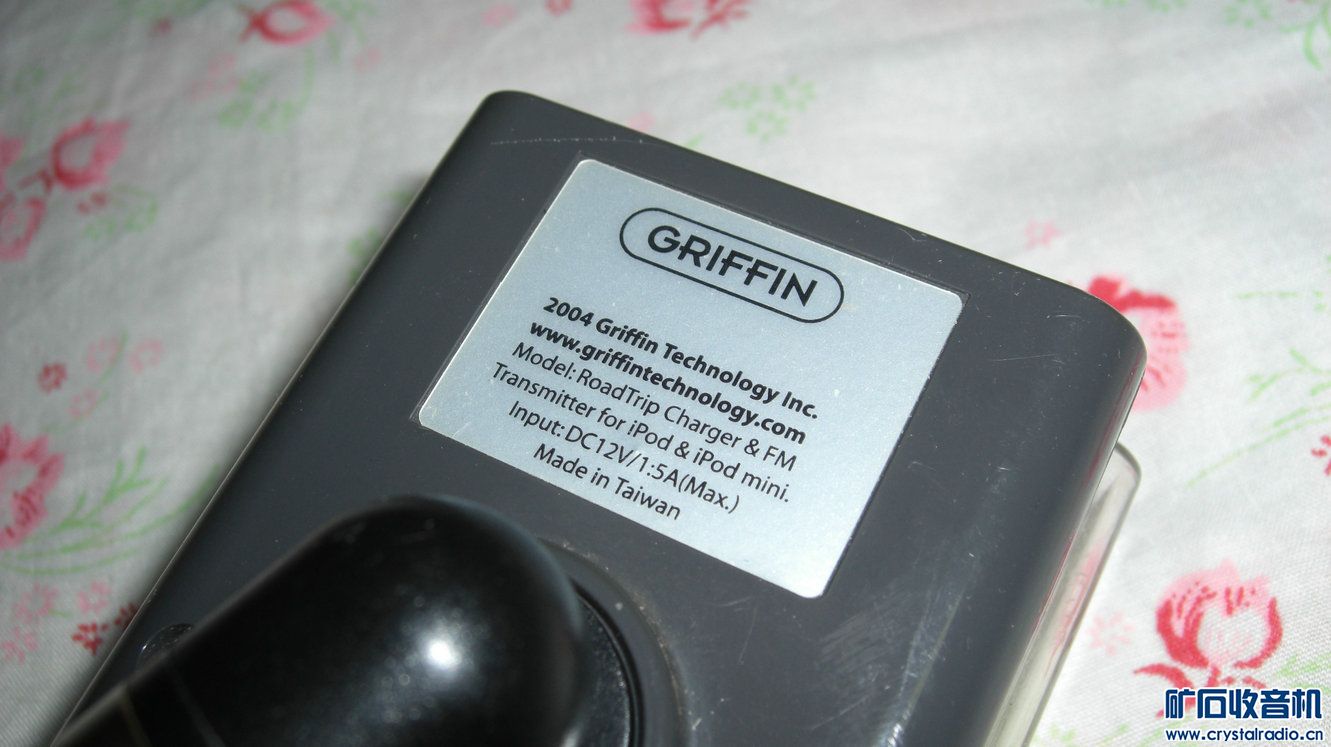 GRIFFIN
2004 Griffin Technology Inc.
www.griffintechnology.com
Model: RoadTrip Charger & FM
Transmitter for iPod & iPod mini.
Input: DC12V/1:5A(Max.)
Made in Taiwan
矿石收音机
www.crystalradio.cn